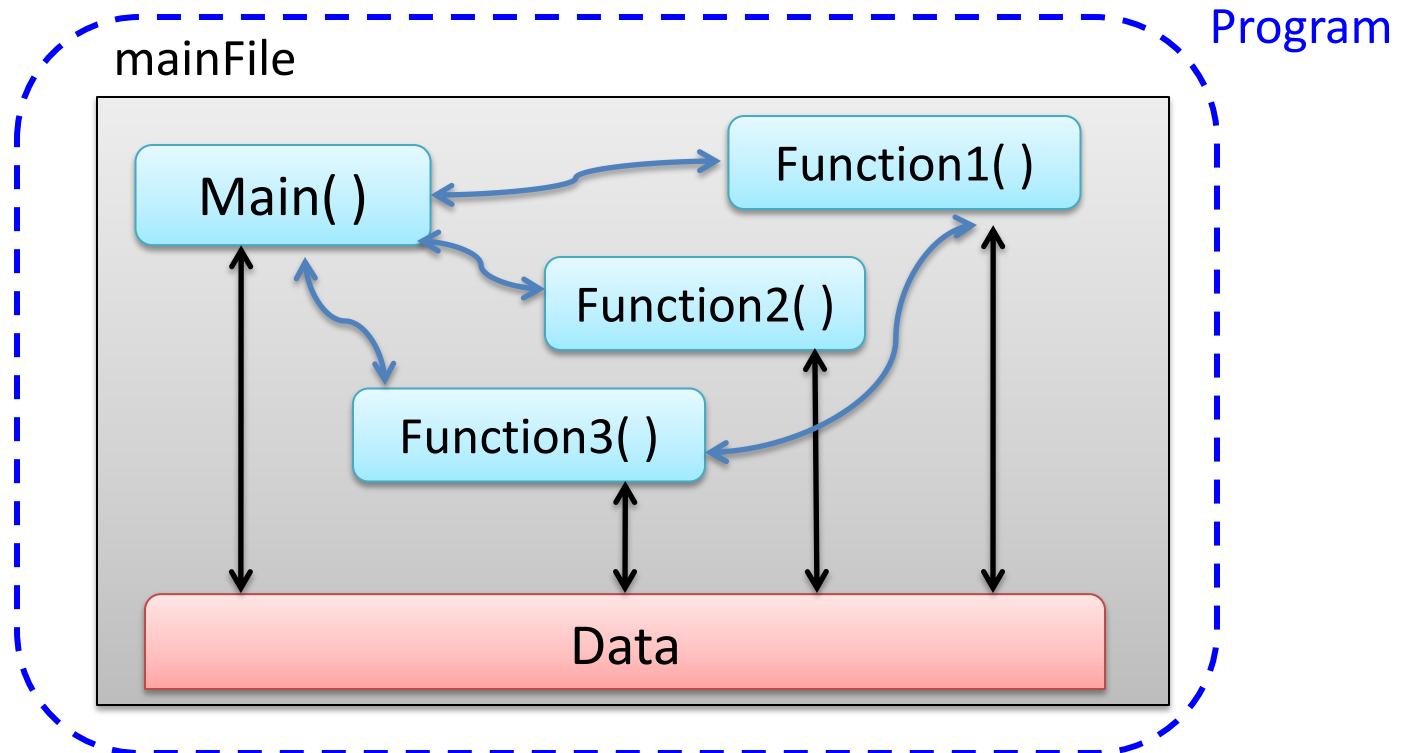 Program
mainFile
Main( )
Function1( )
Function2( )
Function3( )
Data